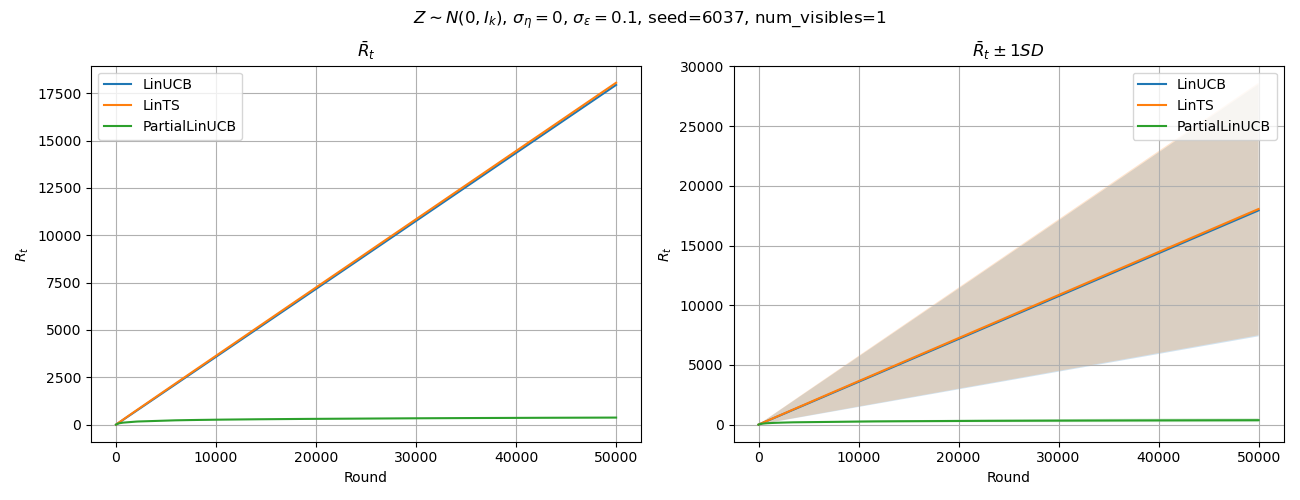 Z ~ N(0, I_k), σ_η = 0, σ_ε = 0.1, seed=6037, num_visibles=1
R̄_t
17500
15000
12500
10000
7500
5000
2500
0
R_t
LinUCB
LinTS
PartialLinUCB
0 10000 20000 30000 40000 50000
Round
R̄_t ± 1SD
30000
25000
20000
15000
10000
5000
0
R_t
LinUCB
LinTS
PartialLinUCB
0 10000 20000 30000 40000 50000
Round